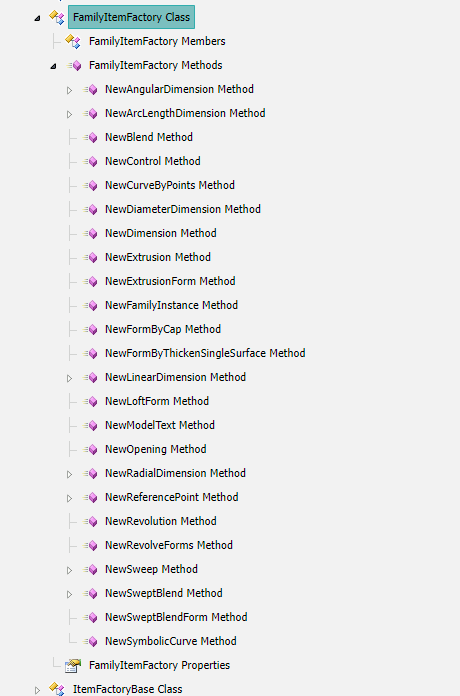 FamilyItemFactory Class
FamilyItemFactory Members
FamilyItemFactory Methods
NewAngularDimension Method
NewArcLengthDimension Method
NewBlend Method
NewControl Method
NewCurveByPoints Method
NewDiameterDimension Method
NewDimension Method
NewExtrusion Method
NewExtrusionForm Method
NewFamilyInstance Method
NewFormByCap Method
NewFormByThickenSingleSurface Method
NewLinearDimension Method
NewLoftForm Method
NewModelText Method
NewOpening Method
NewRadialDimension Method
NewReferencePoint Method
NewRevolution Method
NewRevolveForms Method
NewSweep Method
NewSweptBlend Method
NewSweptBlendForm Method
NewSymbolicCurve Method
FamilyItemFactory Properties
ItemFactoryBase Class